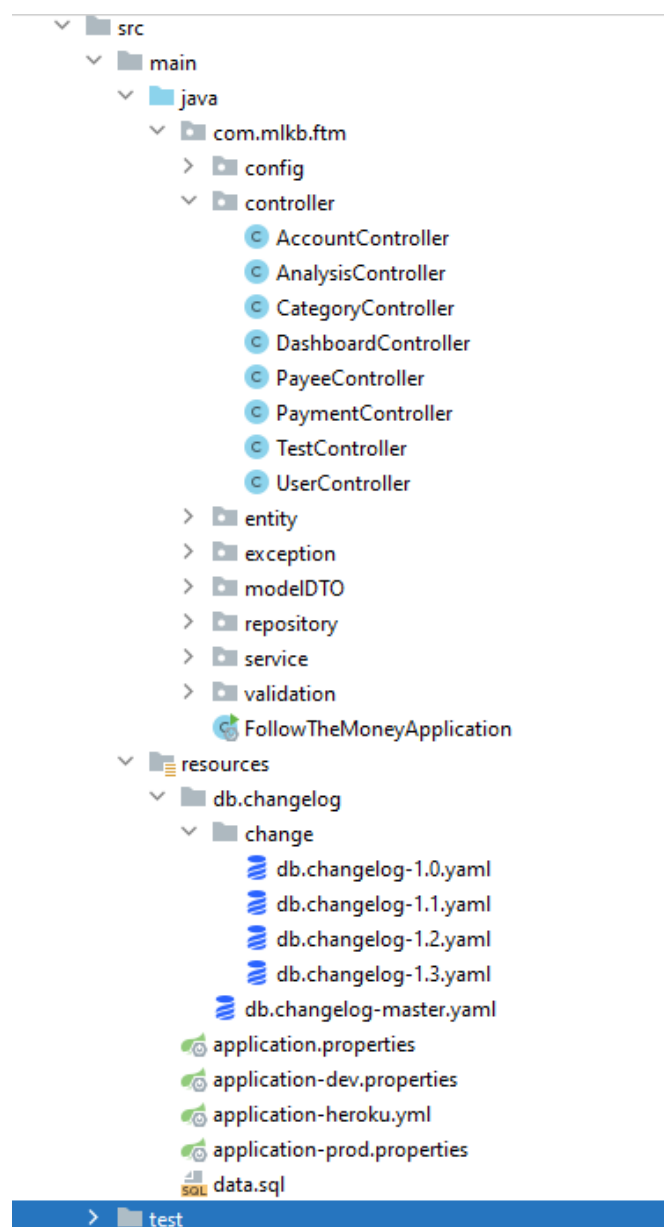 src
main
java
com.mlkb.ftm
config
controller
AccountController
AnalysisController
CategoryController
DashboardController
PayeeController
PaymentController
TestController
UserController
entity
exception
modelDTO
repository
service
validation
FollowTheMoneyApplication
resources
db.changelog
change
db.changelog-1.0.yaml
db.changelog-1.1.yaml
db.changelog-1.2.yaml
db.changelog-1.3.yaml
db.changelog-master.yaml
application.properties
application-dev.properties
application-heroku.yml
application-prod.properties
data.sql
test